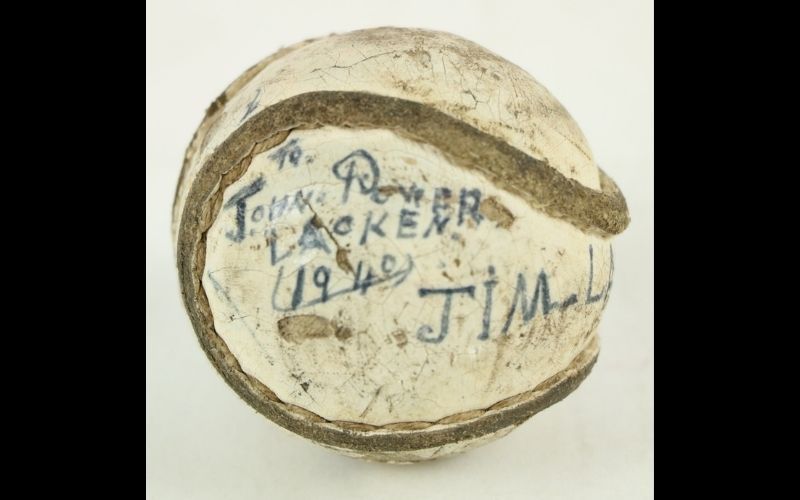 To.
JOHN. POWER
LACKEN.
(1940)
JIM. L